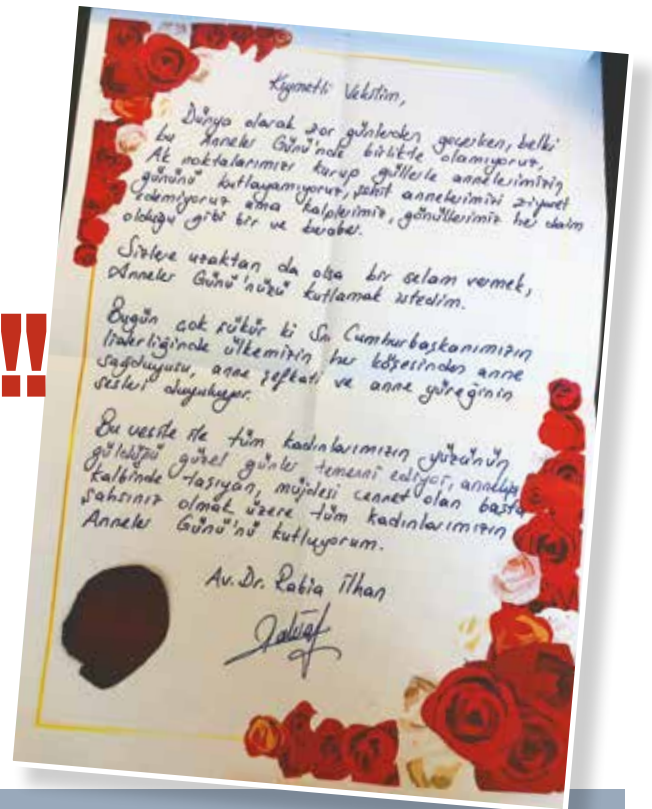 Kıymetli Vekilim,
Dünya olarak zor günlerden geçerken, belki
bu Anneler Günü'nde birlikte olamıyoruz,
Ak noktalarımızı kurup güllerle annelerimizin
gününü kutlayamıyoruz, şehit annelerimizi ziyaret
edemiyoruz ama kalplerimiz, gönüllerimiz her daim
olduğu gibi bir ve beraber.
Sizlere uzaktan da olsa bir selam vermek,
Anneler Günü'nüzü kutlamak istedim.
Bugün çok şükür ki Sn. Cumhurbaşkanımızın
liderliğinde ülkemizin her köşesinden anne
sağduyusu, anne şefkati ve anne yüreğinin
sesleri duyuluyor.
Bu vesile ile tüm kadınlarımızın yüzünün
güldüğü güzel günler temenni ediyor,
kalbinde taşıyan, müjdesi cennet olan başta
şahsınız olmak üzere tüm kadınlarımızın
Anneler Günü'nü kutluyorum.
Av. Dr. Rabia İlhan
!!